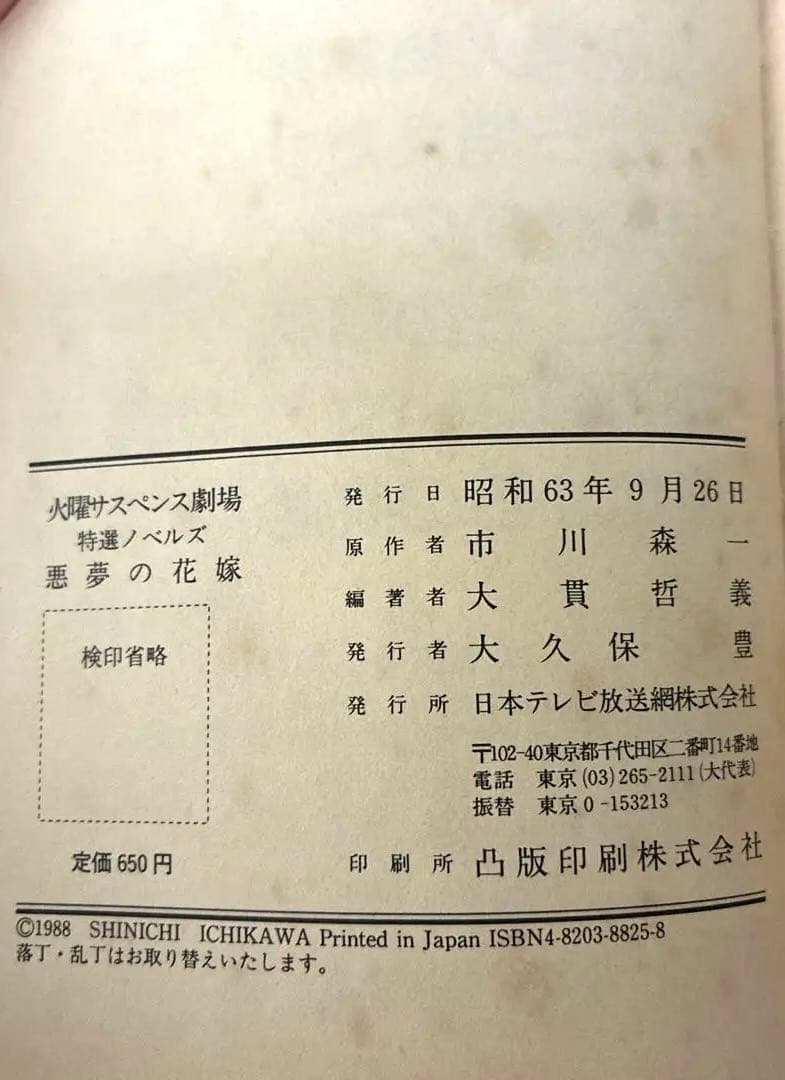 火曜サスペンス劇場
特選ノベルズ
悪夢の花嫁
検印省略
定価650円
発行日 昭和63年9月26日
原作者 市川森一
編著者 大貫哲義
発行者 大久保豊
発行所 日本テレビ放送網株式会社
〒102-40東京都千代田区二番町14番地
電話 東京(03)265-2111(大代表)
振替 東京0-153213
印刷所 凸版印刷株式会社
©1988 SHINICHI ICHIKAWA Printed in Japan ISBN4-8203-8825-8
落丁・乱丁はお取り替えいたします。